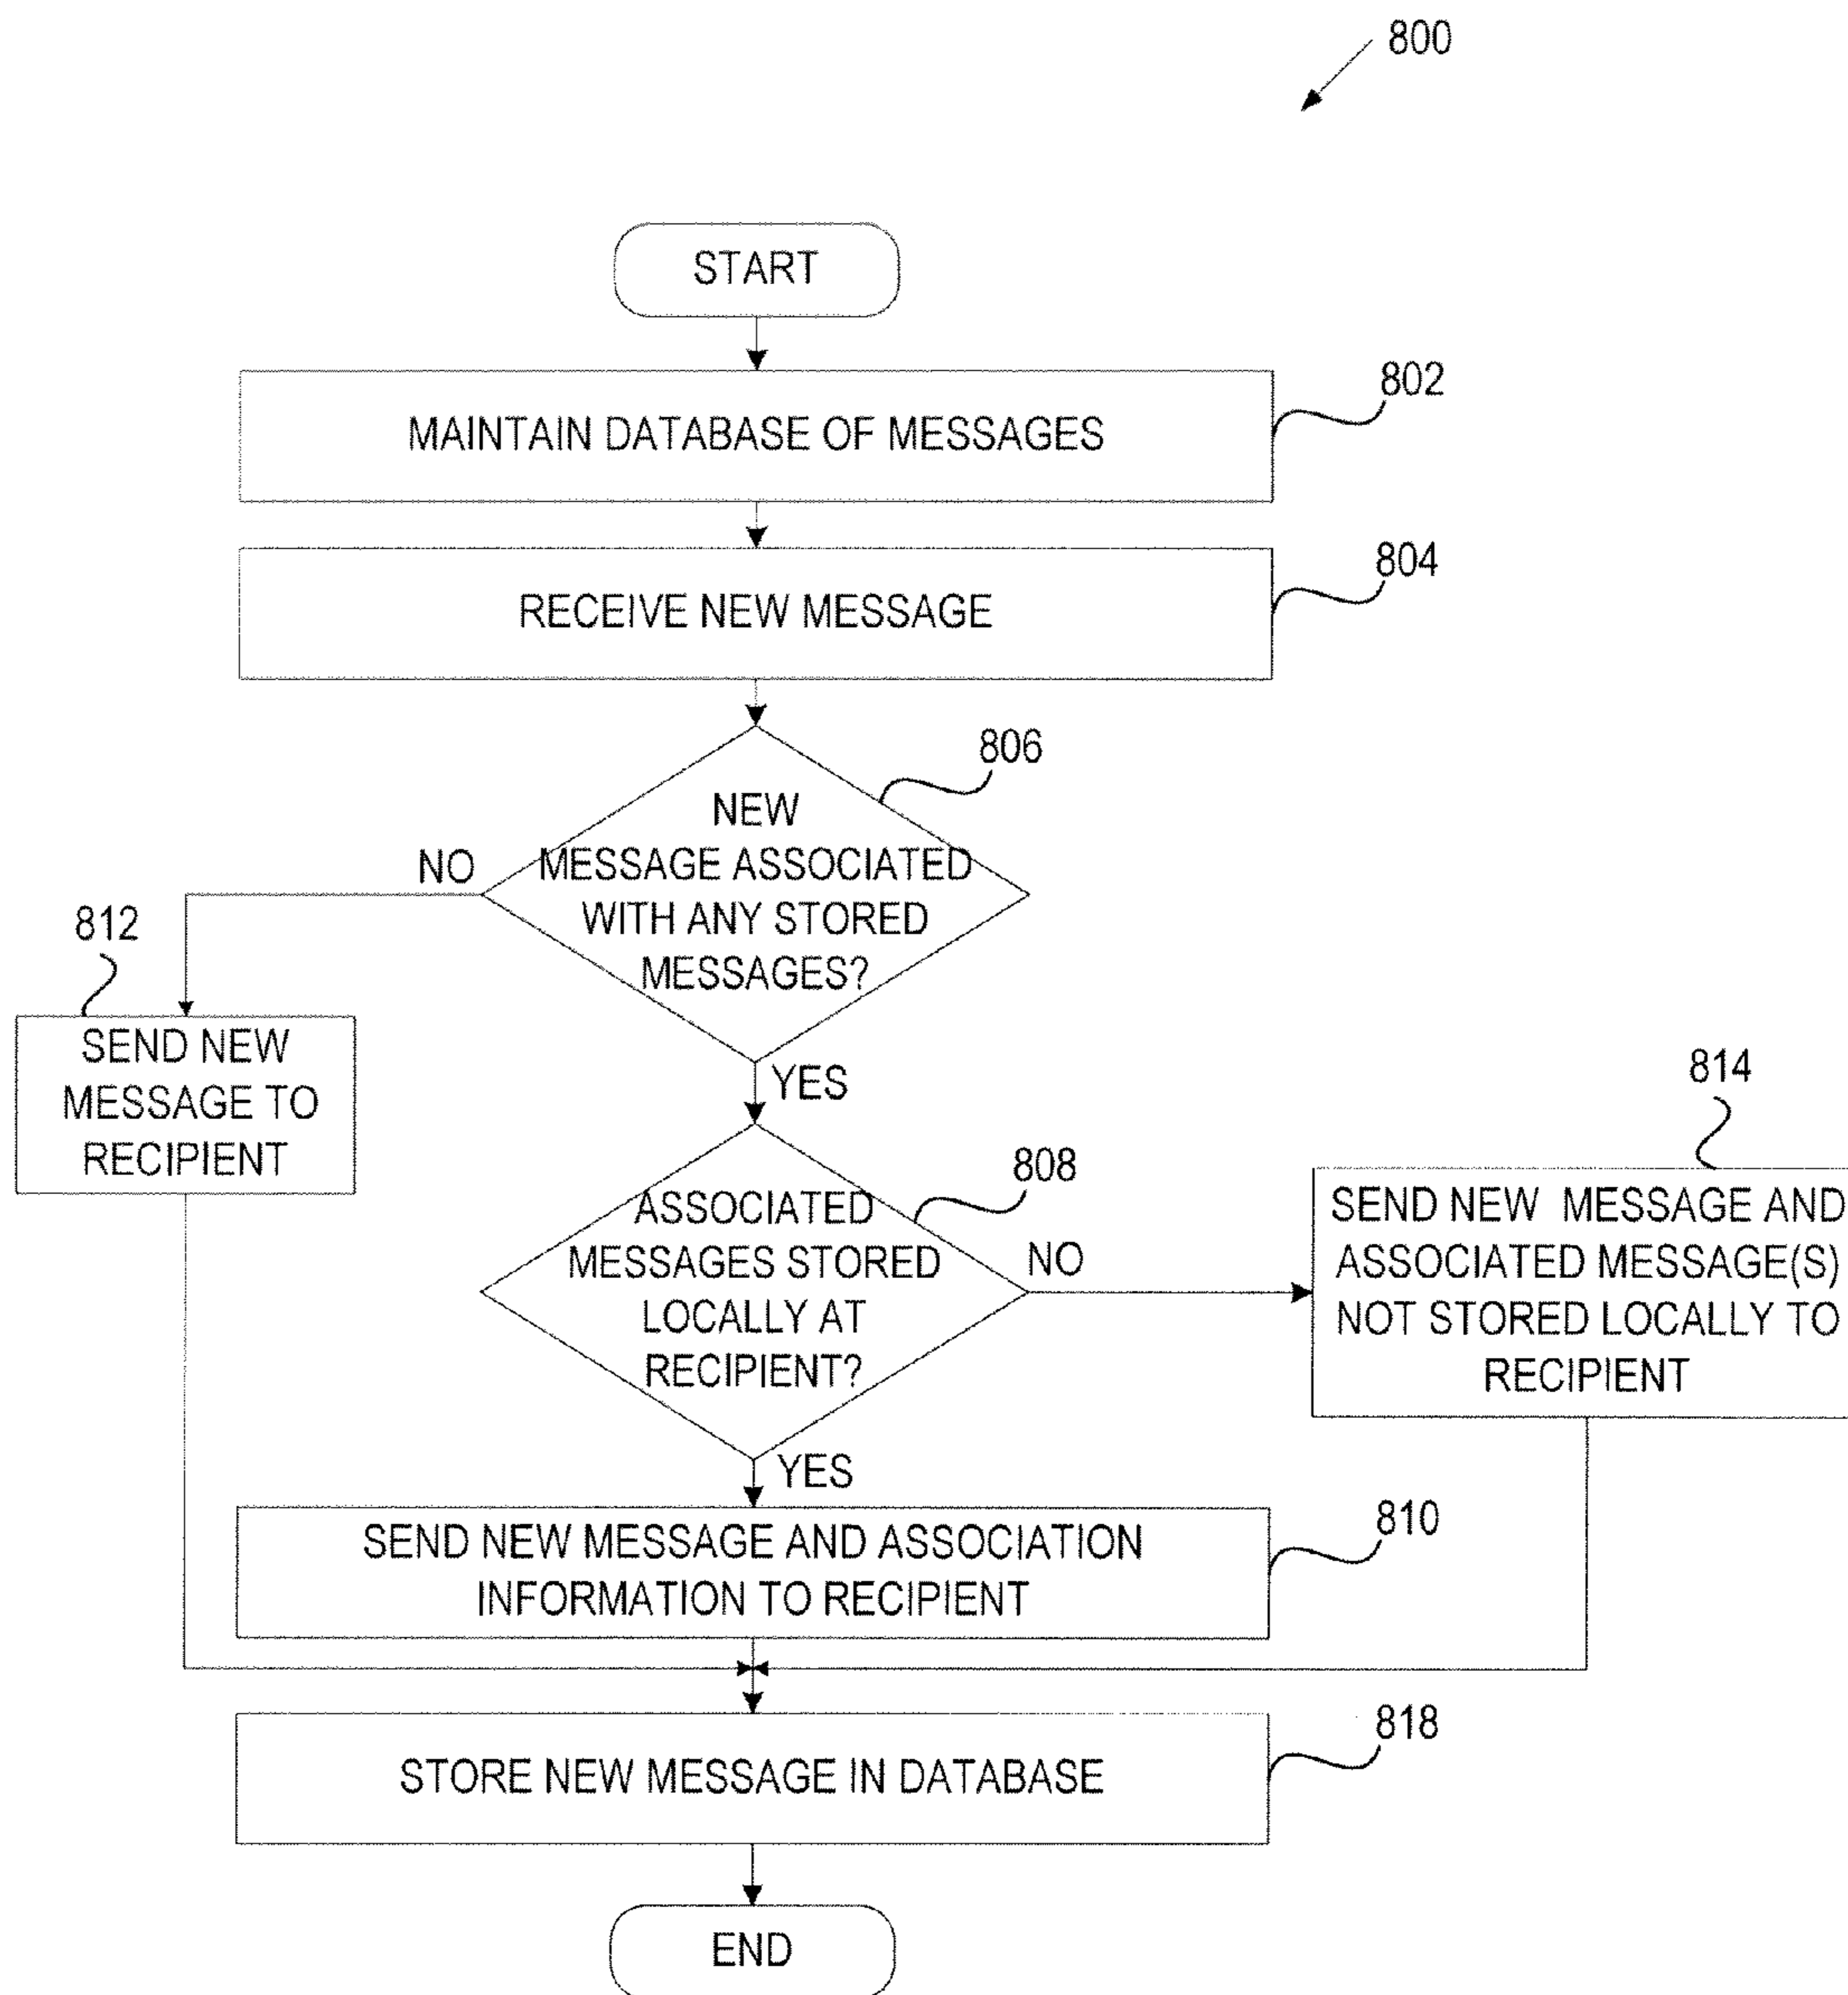 800
START
802
MAINTAIN DATABASE OF MESSAGES
804
RECEIVE NEW MESSAGE
806
NEW
MESSAGE ASSOCIATED
WITH ANY STORED
MESSAGES?
NO
812
SEND NEW
MESSAGE TO
RECIPIENT
YES
808
ASSOCIATED
MESSAGES STORED
LOCALLY AT
RECIPIENT?
NO
814
SEND NEW MESSAGE AND
ASSOCIATED MESSAGE(S)
NOT STORED LOCALLY TO
RECIPIENT
YES
810
SEND NEW MESSAGE AND ASSOCIATION
INFORMATION TO RECIPIENT
818
STORE NEW MESSAGE IN DATABASE
END